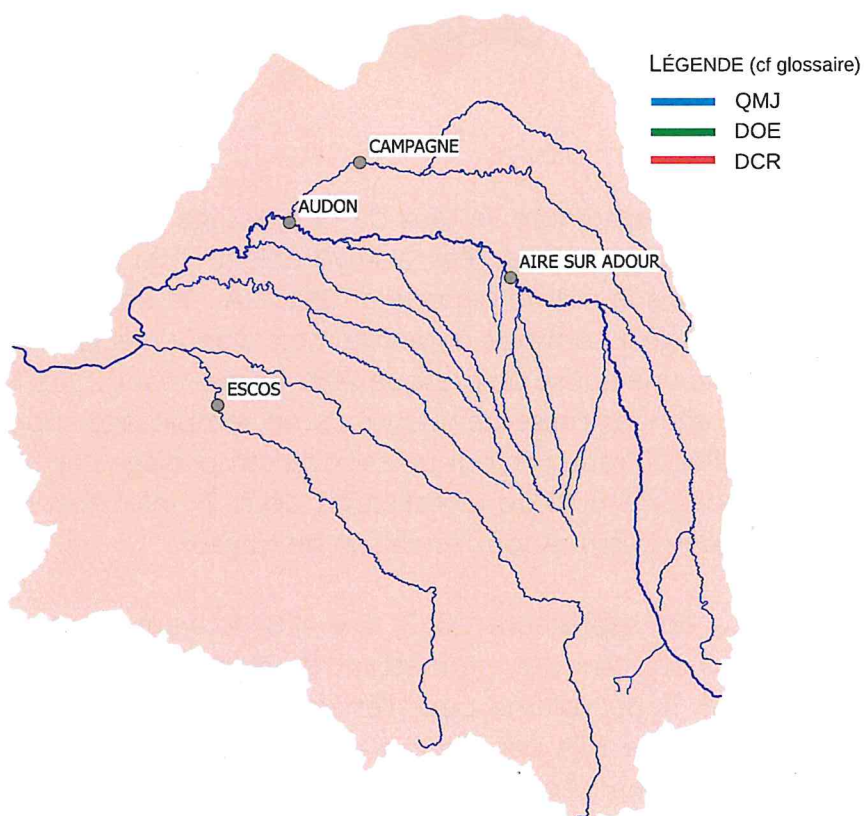 LÉGENDE (cf glossaire)
QMJ
DOE
DCR
CAMPAGNE
AUDON
AIRE SUR ADOUR
ESCOS